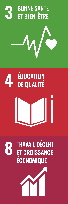 3 BONNE SANTÉ
ET BIEN-ÊTRE
4 ÉDUCATION
DE QUALITÉ
8 TRAVAIL DÉCENT
ET CROISSANCE
ÉCONOMIQUE